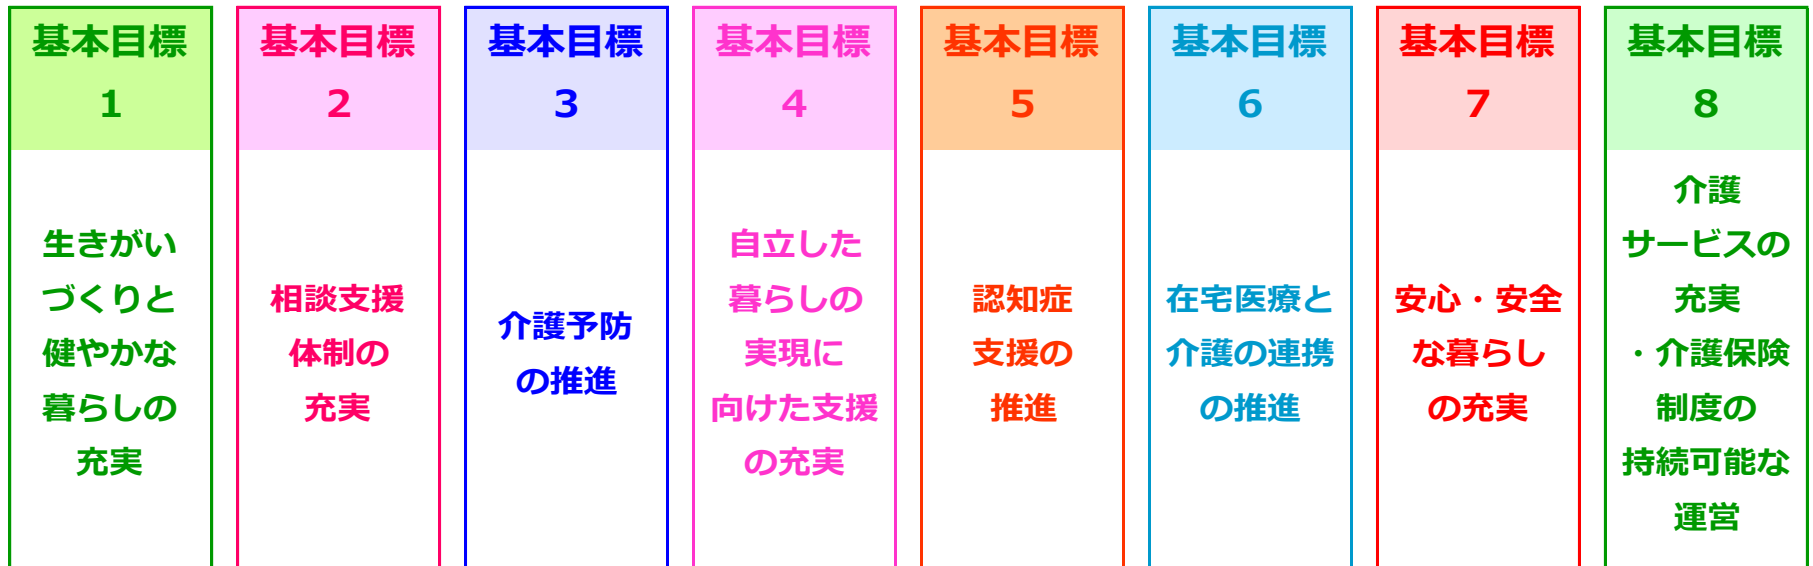 基本目標
1
生きがい
づくりと
健やかな
暮らしの
充実
基本目標
2
相談支援
体制の
充実
基本目標
3
介護予防
の推進
基本目標
4
自立した
暮らしの
実現に
向けた支援
の充実
基本目標
5
認知症
支援の
推進
基本目標
6
在宅医療と
介護の連携
の推進
基本目標
7
安心・安全
な暮らし
の充実
基本目標
8
介護
サービスの
充実
・介護保険
制度の
持続可能な
運営